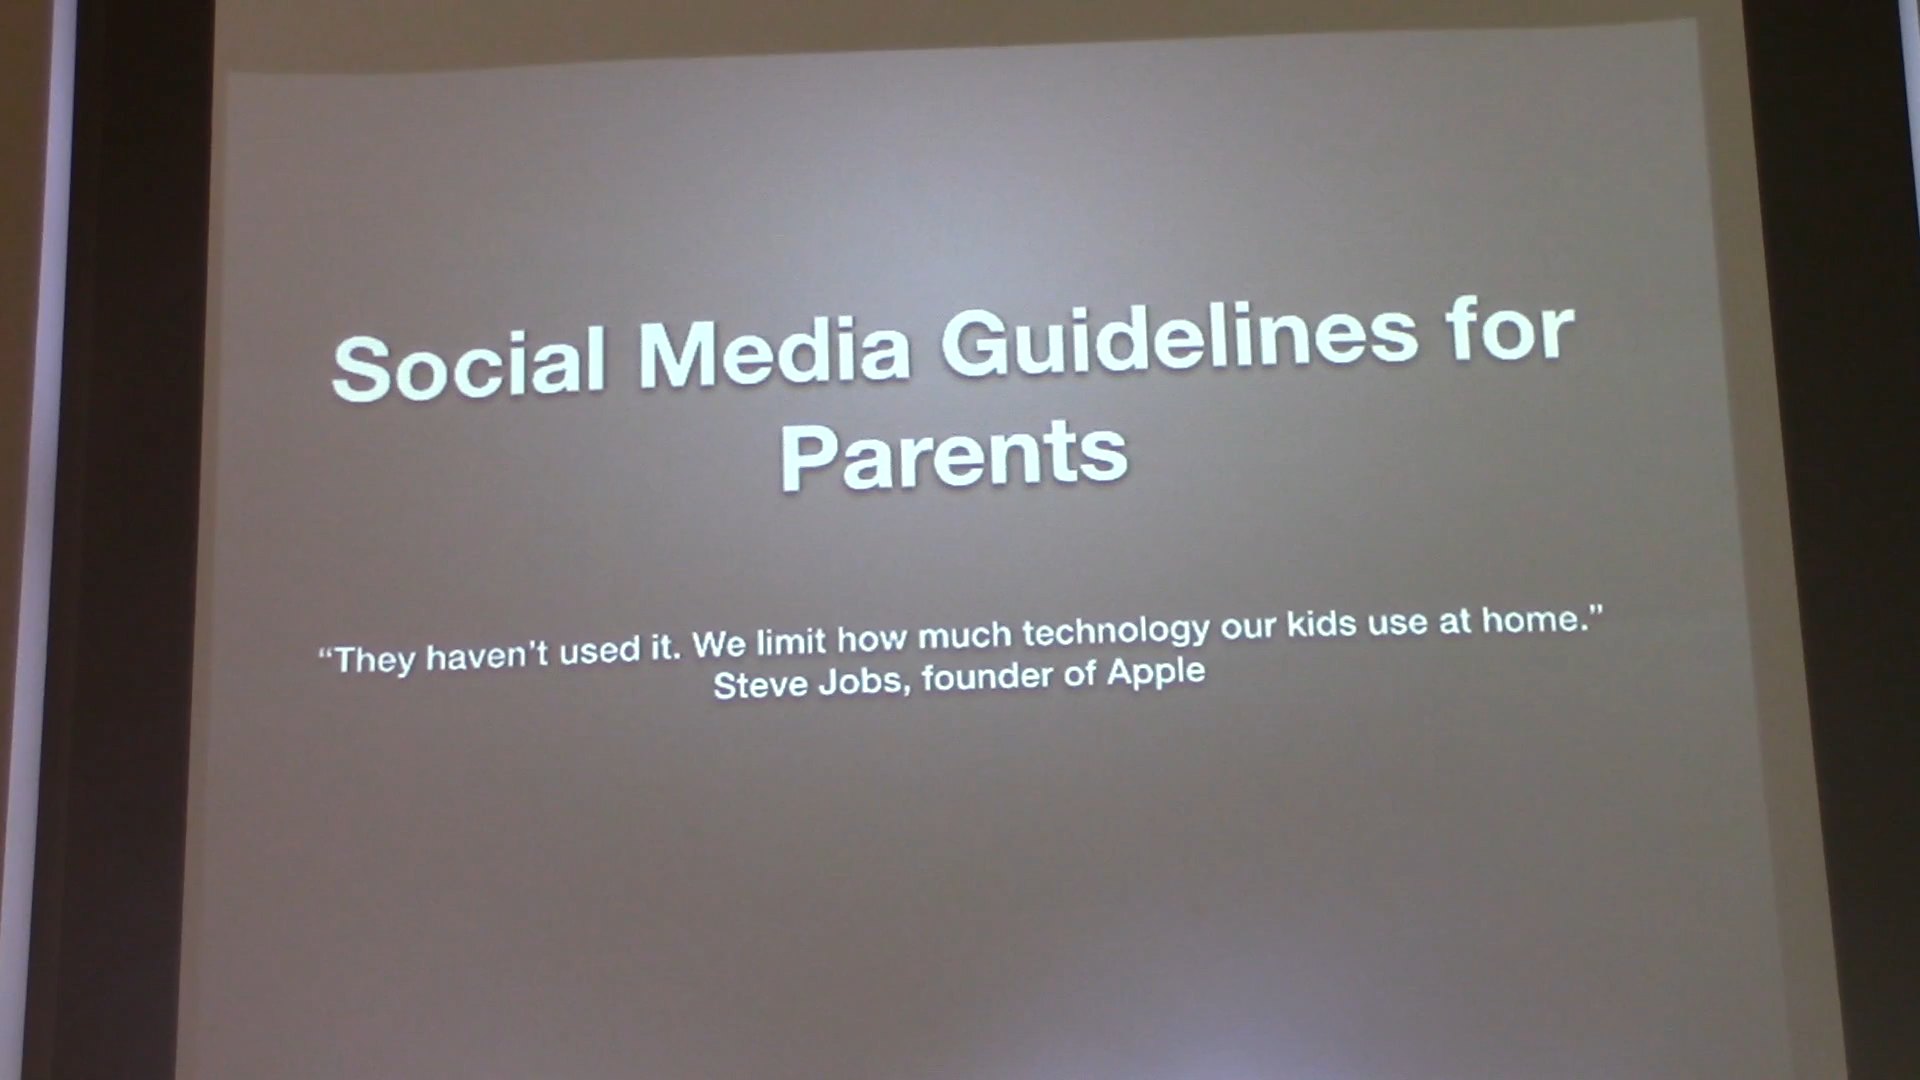 Social Media Guidelines for
Parents
“They haven’t used it. We limit how much technology our kids use at home.”
Steve Jobs, founder of Apple